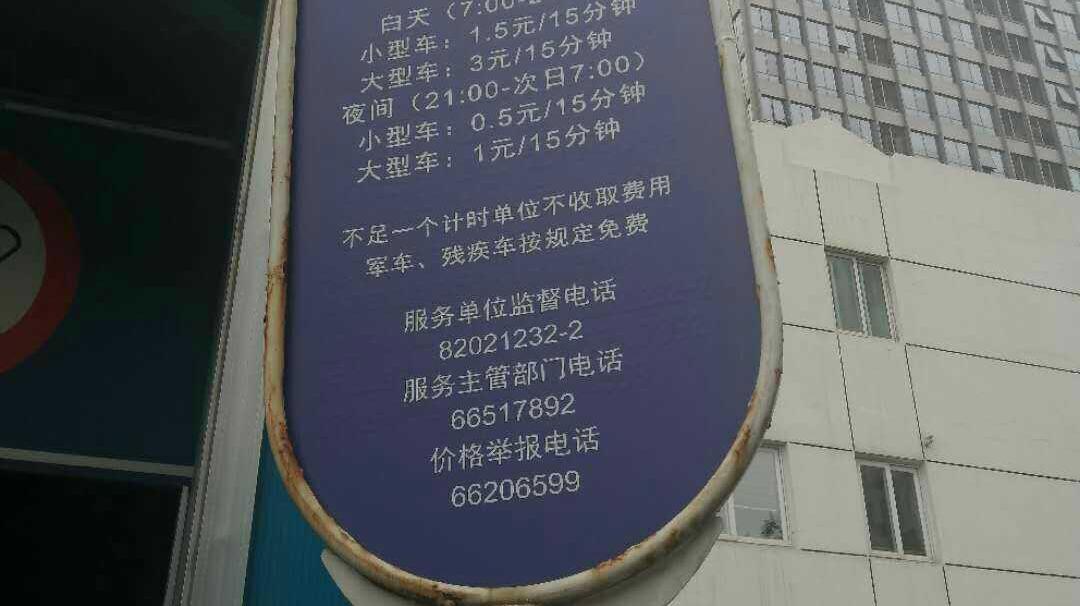 白天（7:00-2
小型车：1.5元/15分钟
大型车：3元/15分钟
夜间（21:00-次日7:00）
小型车：0.5元/15分钟
大型车：1元/15分钟
不足一个计时单位不收取费用
军车、残疾车按规定免费
服务单位监督电话
82021232-2
服务主管部门电话
66517892
价格举报电话
66206599